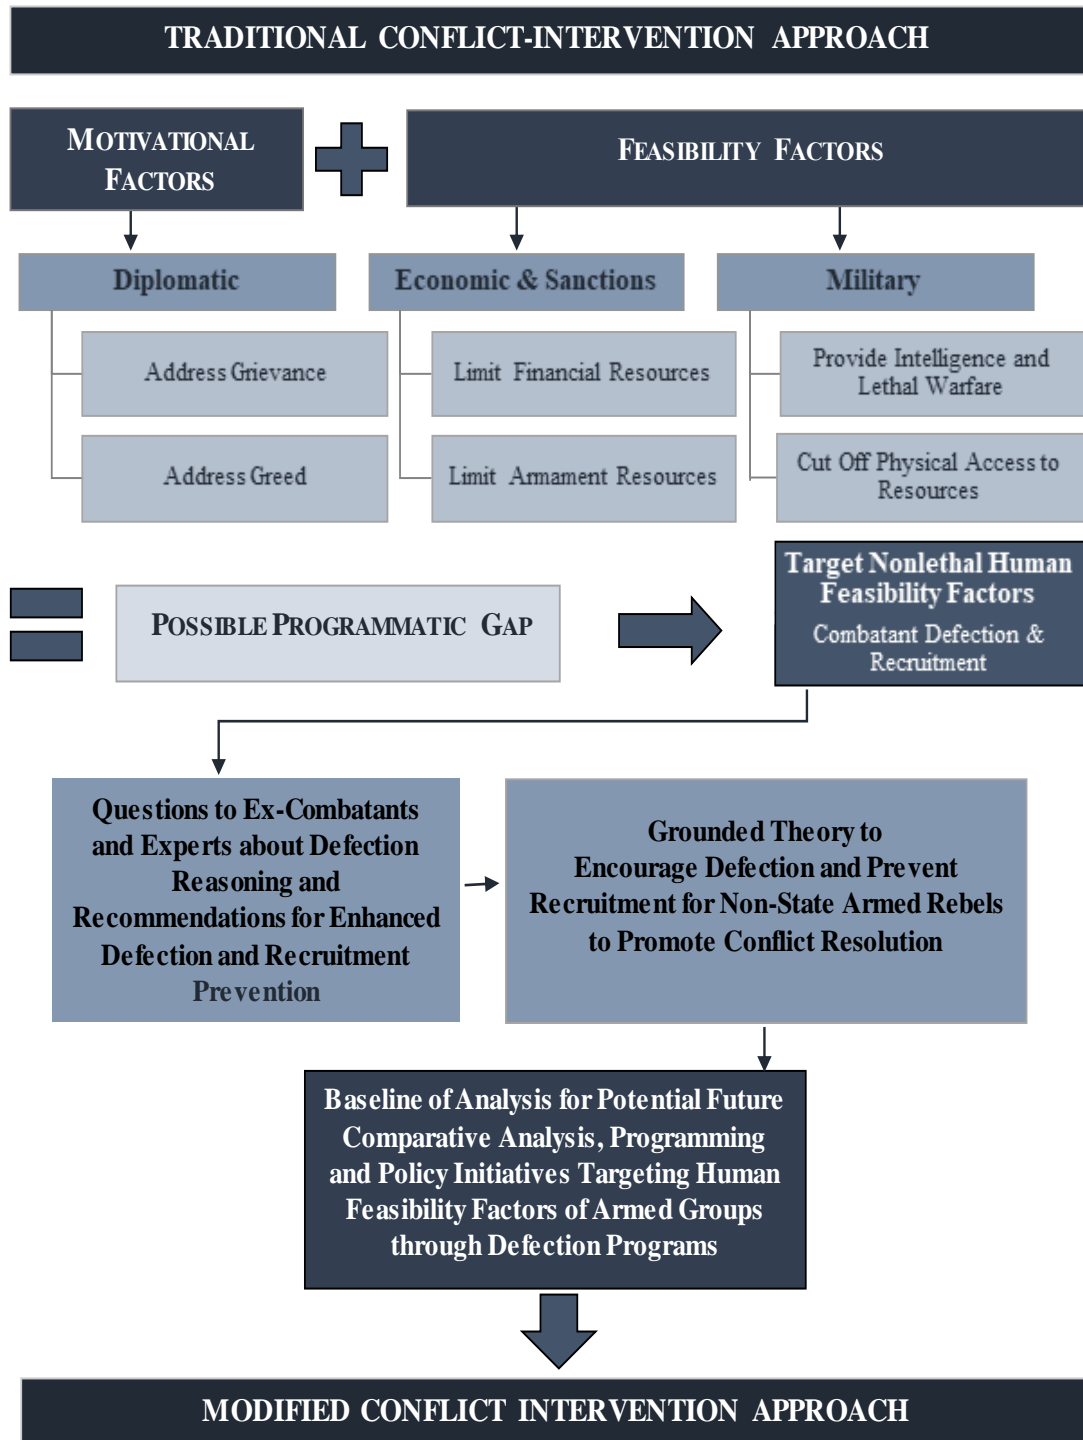 TRADITIONAL CONFLICT-INTERVENTION APPROACH
MOTIVATIONAL
FACTORS
FEASIBILITY FACTORS
Diplomatic
Economic & Sanctions
Military
Address Grievance
Limit Financial Resources
Provide Intelligence and
Lethal Warfare
Address Greed
Limit Armament Resources
Cut Off Physical Access to
Resources
POSSIBLE PROGRAMMATIC GAP
Target Nonlethal Human
Feasibility Factors
Combatant Defection &
Recruitment
Questions to Ex-Combatants
and Experts about Defection
Reasoning and
Recommendations for Enhanced
Defection and Recruitment
Prevention
Grounded Theory to
Encourage Defection and Prevent
Recruitment for Non-State Armed Rebels
to Promote Conflict Resolution
Baseline of Analysis for Potential Future
Comparative Analysis, Programming
and Policy Initiatives Targeting Human
Feasibility Factors of Armed Groups
through Defection Programs
MODIFIED CONFLICT INTERVENTION APPROACH